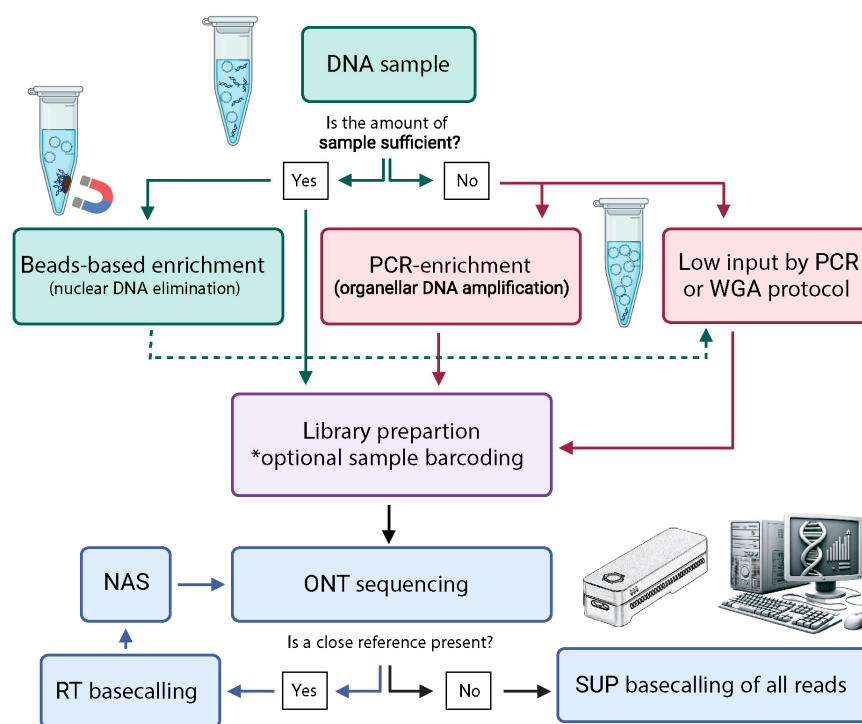 DNA sample
Is the amount of
sample sufficient?
Yes
No
Beads-based enrichment
(nuclear DNA elimination)
PCR-enrichment
(organellar DNA amplification)
Low input by PCR
or WGA protocol
Library prepartion
*optional sample barcoding
NAS
ONT sequencing
Is a close reference present?
RT basecalling
Yes
No
SUP basecalling of all reads